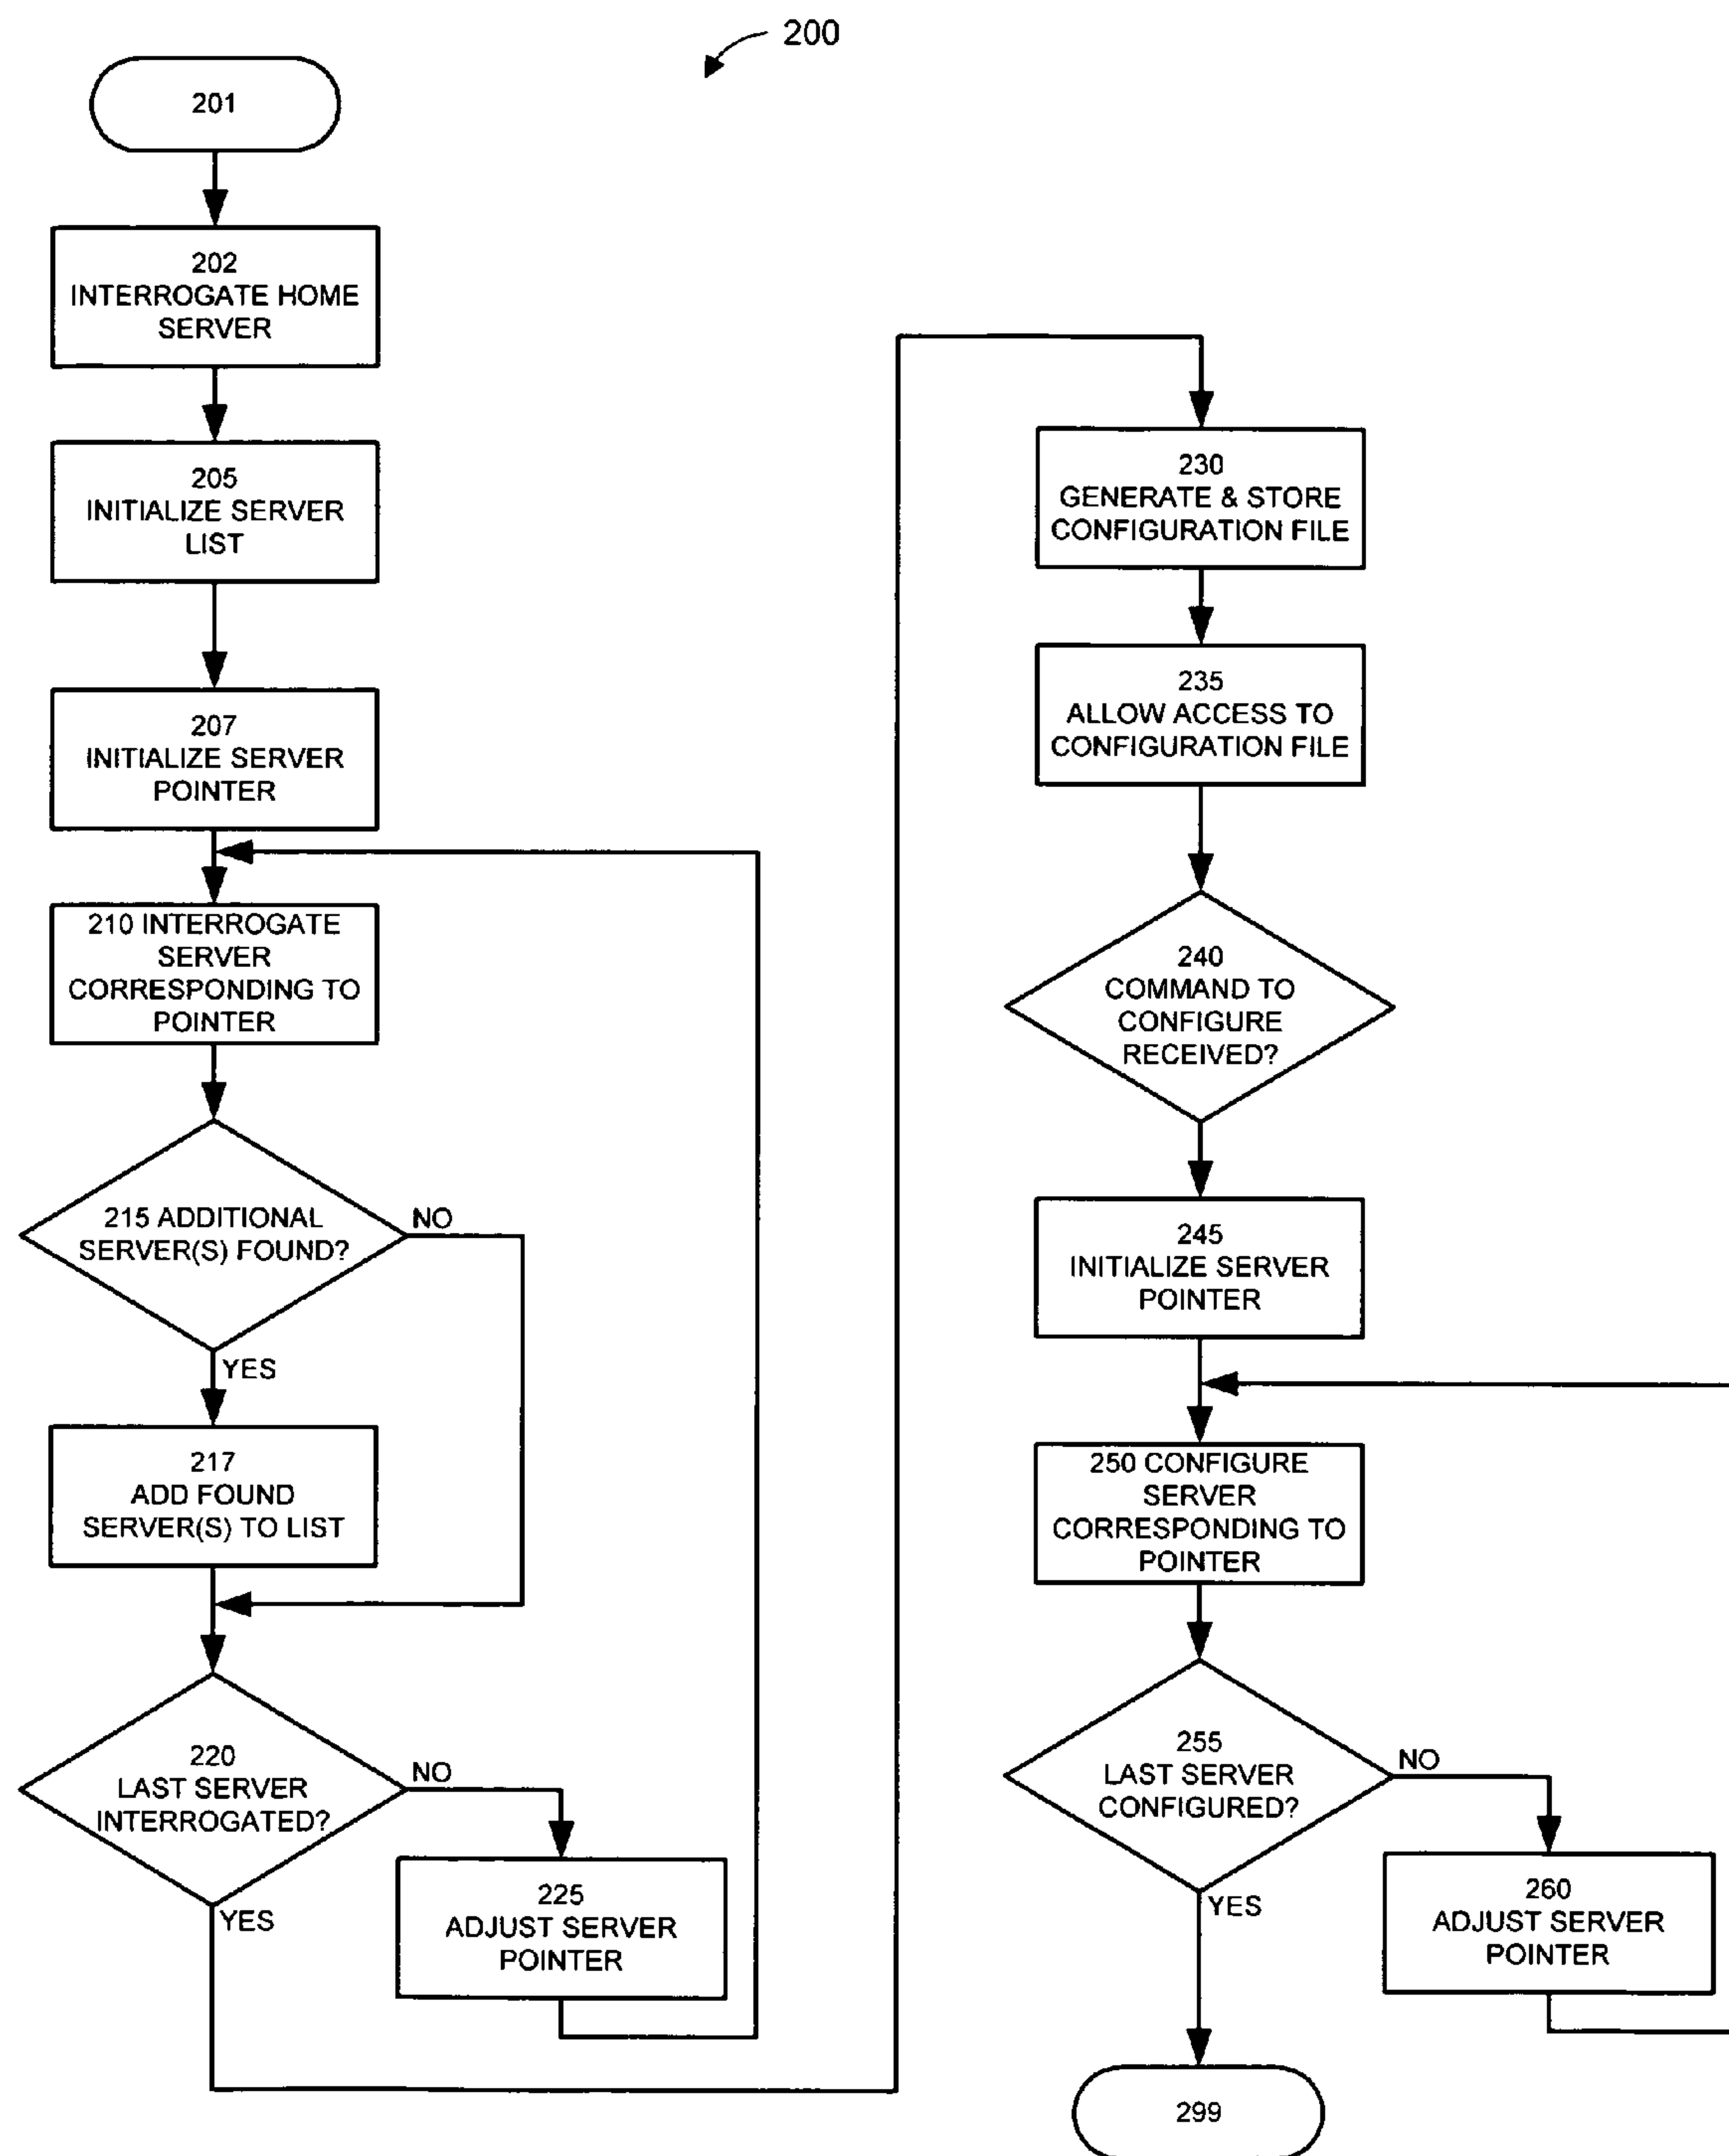 200
201
202
INTERROGATE HOME
SERVER
205
INITIALIZE SERVER
LIST
207
INITIALIZE SERVER
POINTER
210 INTERROGATE
SERVER
CORRESPONDING TO
POINTER
215 ADDITIONAL
SERVER(S) FOUND?
NO
YES
217
ADD FOUND
SERVER(S) TO LIST
220
LAST SERVER
INTERROGATED?
NO
YES
225
ADJUST SERVER
POINTER
230
GENERATE & STORE
CONFIGURATION FILE
235
ALLOW ACCESS TO
CONFIGURATION FILE
240
COMMAND TO
CONFIGURE
RECEIVED?
245
INITIALIZE SERVER
POINTER
250 CONFIGURE
SERVER
CORRESPONDING TO
POINTER
255
LAST SERVER
CONFIGURED?
NO
YES
260
ADJUST SERVER
POINTER
299